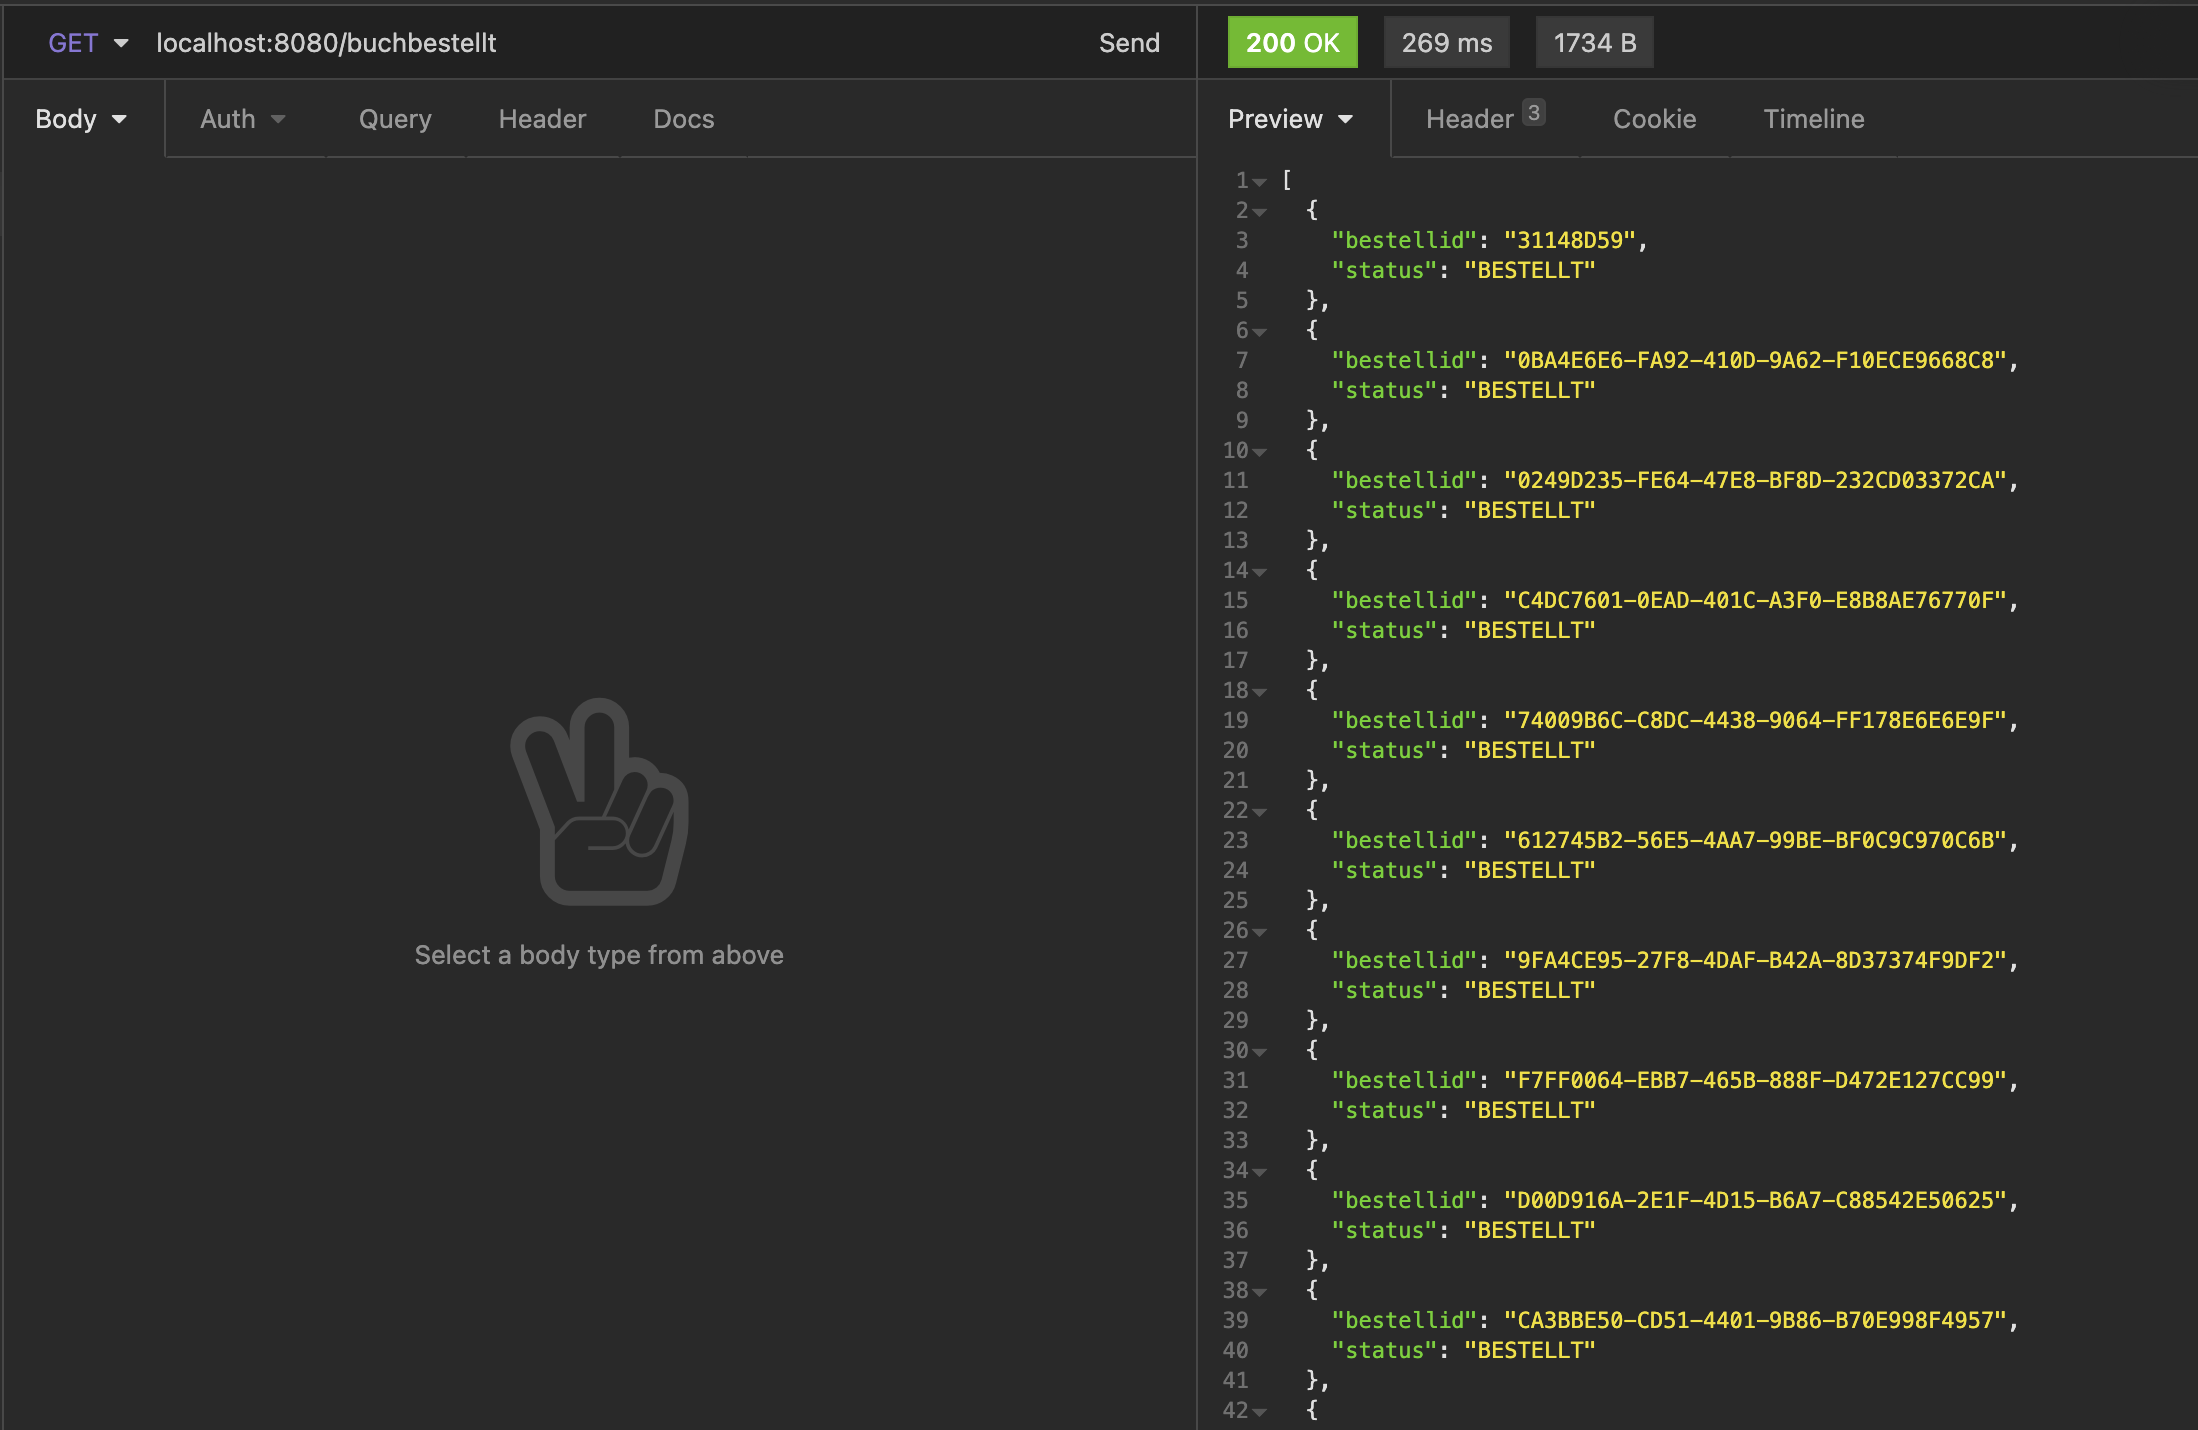 GET localhost:8080/buchbestellt Send
Body Auth Query Header Docs
Select a body type from above
200 OK 269 ms 1734 B
Preview Header 3 Cookie Timeline
1 [
2 {
3 "bestellid": "31148D59",
4 "status": "BESTELLT"
5 },
6 {
7 "bestellid": "0BA4E6E6-FA92-410D-9A62-F10ECE9668C8",
8 "status": "BESTELLT"
9 },
10 {
11 "bestellid": "0249D235-FE64-47E8-BF8D-232CD03372CA",
12 "status": "BESTELLT"
13 },
14 {
15 "bestellid": "C4DC7601-0EAD-401C-A3F0-E8B8AE76770F",
16 "status": "BESTELLT"
17 },
18 {
19 "bestellid": "74009B6C-C8DC-4438-9064-FF178E6E6E9F",
20 "status": "BESTELLT"
21 },
22 {
23 "bestellid": "612745B2-56E5-4AA7-99BE-BF0C9C970C6B",
24 "status": "BESTELLT"
25 },
26 {
27 "bestellid": "9FA4CE95-27F8-4DAF-B42A-8D37374F9DF2",
28 "status": "BESTELLT"
29 },
30 {
31 "bestellid": "F7FF0064-EBB7-465B-888F-D472E127CC99",
32 "status": "BESTELLT"
33 },
34 {
35 "bestellid": "D00D916A-2E1F-4D15-B6A7-C88542E50625",
36 "status": "BESTELLT"
37 },
38 {
39 "bestellid": "CA3BBE50-CD51-4401-9B86-B70E998F4957",
40 "status": "BESTELLT"
41 },
42 {